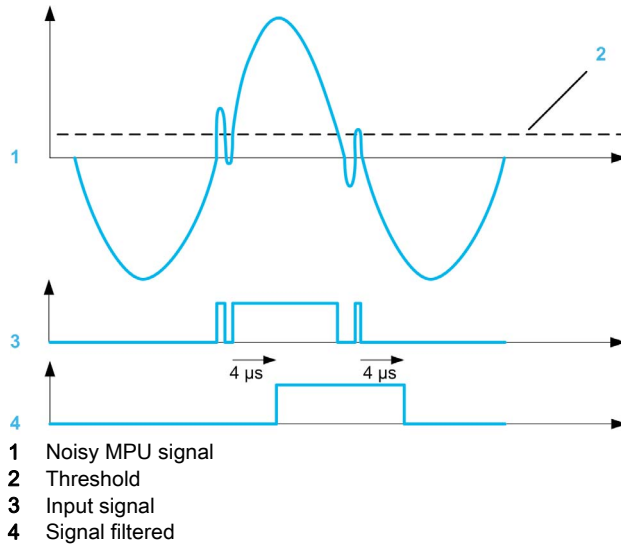 2
1
3
4 µs 4 µs
4
1 Noisy MPU signal
2 Threshold
3 Input signal
4 Signal filtered